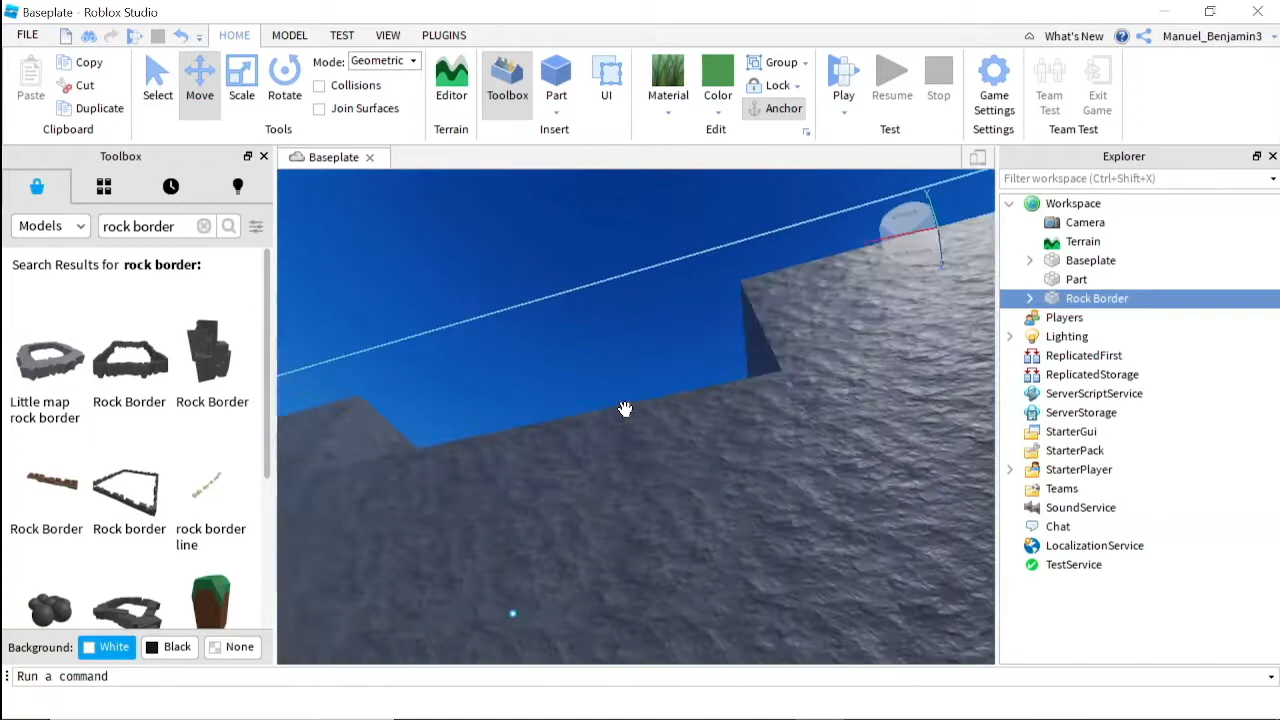 Baseplate - Roblox Studio
FILE HOME MODEL TEST VIEW PLUGINS What's New Manuel_Benjamin3
Paste Copy Cut Duplicate
Clipboard
Select Move Scale Rotate
Mode: Geometric
Collisions
Join Surfaces
Tools
Editor
Terrain
Toolbox Part UI
Insert
Material Color
Group
Lock
Anchor
Edit
Play Resume Stop
Test
Game Settings
Settings
Team Test
Exit Game
Team Test
Toolbox
Models rock border
Search Results for rock border:
Little map rock border
Rock Border
Rock Border
Rock Border
Rock border
rock border line
Background: White Black None
Baseplate
Explorer
Filter workspace (Ctrl+Shift+X)
Workspace
Camera
Terrain
Baseplate
Part
Rock Border
Players
Lighting
ReplicatedFirst
ReplicatedStorage
ServerScriptService
ServerStorage
StarterGui
StarterPack
StarterPlayer
Teams
SoundService
Chat
LocalizationService
TestService
Run a command